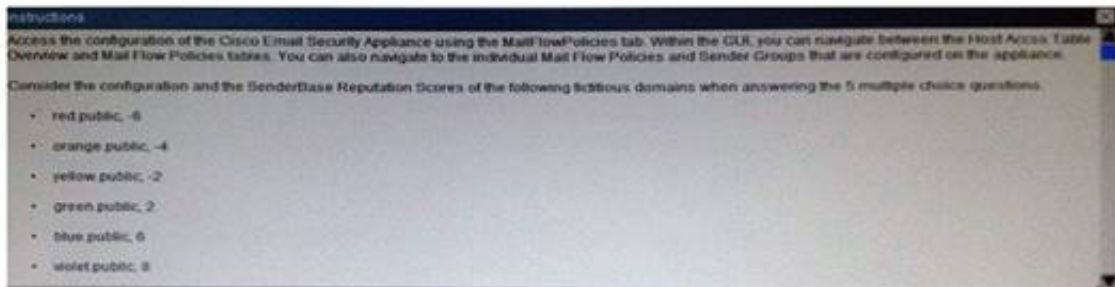 Instructions
Access the configuration of the Cisco Email Security Appliance using the MailFlowPolicies tab. Within the GUI, you can navigate between the Host Access Table
Overview and Mail Flow Policies tables. You can also navigate to the individual Mail Flow Policies and Sender Groups that are configured on the appliance.
Consider the configuration and the SenderBase Reputation Scores of the following fictitious domains when answering the 5 multiple choice questions.
• red.public, -6
• orange.public, -4
• yellow.public, -2
• green.public, 2
• blue.public, 6
• violet.public, 8